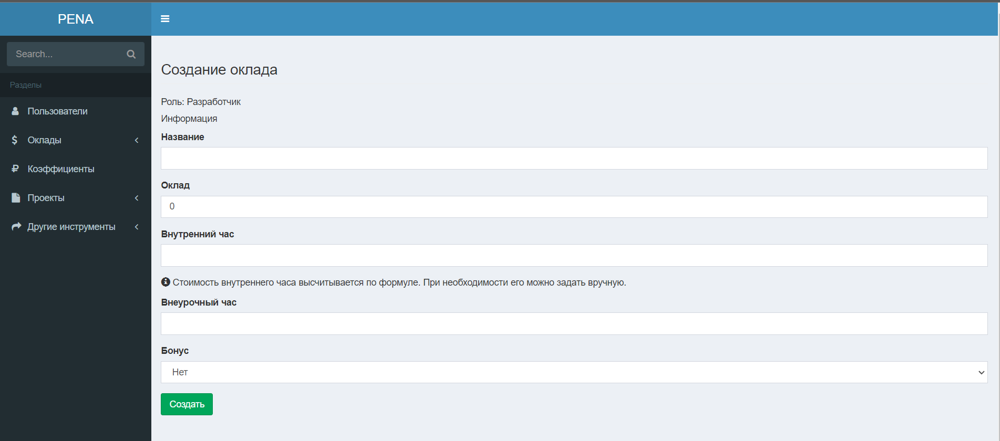 PENA
Search...
Разделы
Пользователи
Оклады
Коэффициенты
Проекты
Другие инструменты
Создание оклада
Роль: Разработчик
Информация
Название
Оклад
0
Внутренний час
Стоимость внутреннего часа высчитывается по формуле. При необходимости его можно задать вручную.
Внеурочный час
Бонус
Нет
Создать